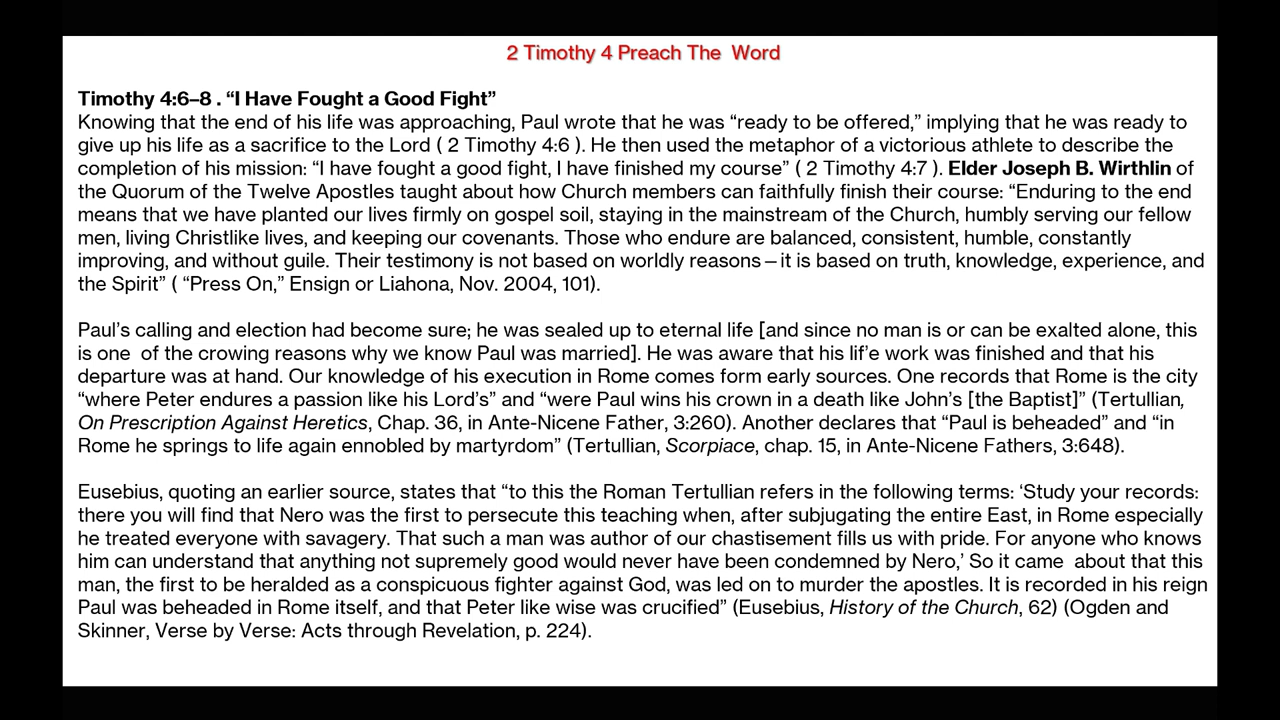 2 Timothy 4 Preach The  Word
Timothy 4:6–8 . “I Have Fought a Good Fight”
Knowing that the end of his life was approaching, Paul wrote that he was “ready to be offered,” implying that he was ready to
give up his life as a sacrifice to the Lord ( 2 Timothy 4:6 ). He then used the metaphor of a victorious athlete to describe the
completion of his mission: “I have fought a good fight, I have finished my course” ( 2 Timothy 4:7 ). Elder Joseph B. Wirthlin of
the Quorum of the Twelve Apostles taught about how Church members can faithfully finish their course: “Enduring to the end
means that we have planted our lives firmly on gospel soil, staying in the mainstream of the Church, humbly serving our fellow
men, living Christlike lives, and keeping our covenants. Those who endure are balanced, consistent, humble, constantly
improving, and without guile. Their testimony is not based on worldly reasons—it is based on truth, knowledge, experience, and
the Spirit” ( “Press On,” Ensign or Liahona, Nov. 2004, 101).
Paul’s calling and election had become sure; he was sealed up to eternal life [and since no man is or can be exalted alone, this
is one  of the crowing reasons why we know Paul was married]. He was aware that his lif’e work was finished and that his
departure was at hand. Our knowledge of his execution in Rome comes form early sources. One records that Rome is the city
“where Peter endures a passion like his Lord’s” and “were Paul wins his crown in a death like John’s [the Baptist]” (Tertullian,
On Prescription Against Heretics, Chap. 36, in Ante-Nicene Father, 3:260). Another declares that “Paul is beheaded” and “in
Rome he springs to life again ennobled by martyrdom” (Tertullian, Scorpiace, chap. 15, in Ante-Nicene Fathers, 3:648).
Eusebius, quoting an earlier source, states that “to this the Roman Tertullian refers in the following terms: ‘Study your records:
there you will find that Nero was the first to persecute this teaching when, after subjugating the entire East, in Rome especially
he treated everyone with savagery. That such a man was author of our chastisement fills us with pride. For anyone who knows
him can understand that anything not supremely good would never have been condemned by Nero,’ So it came  about that this
man, the first to be heralded as a conspicuous fighter against God, was led on to murder the apostles. It is recorded in his reign
Paul was beheaded in Rome itself, and that Peter like wise was crucified” (Eusebius, History of the Church, 62) (Ogden and
Skinner, Verse by Verse: Acts through Revelation, p. 224).